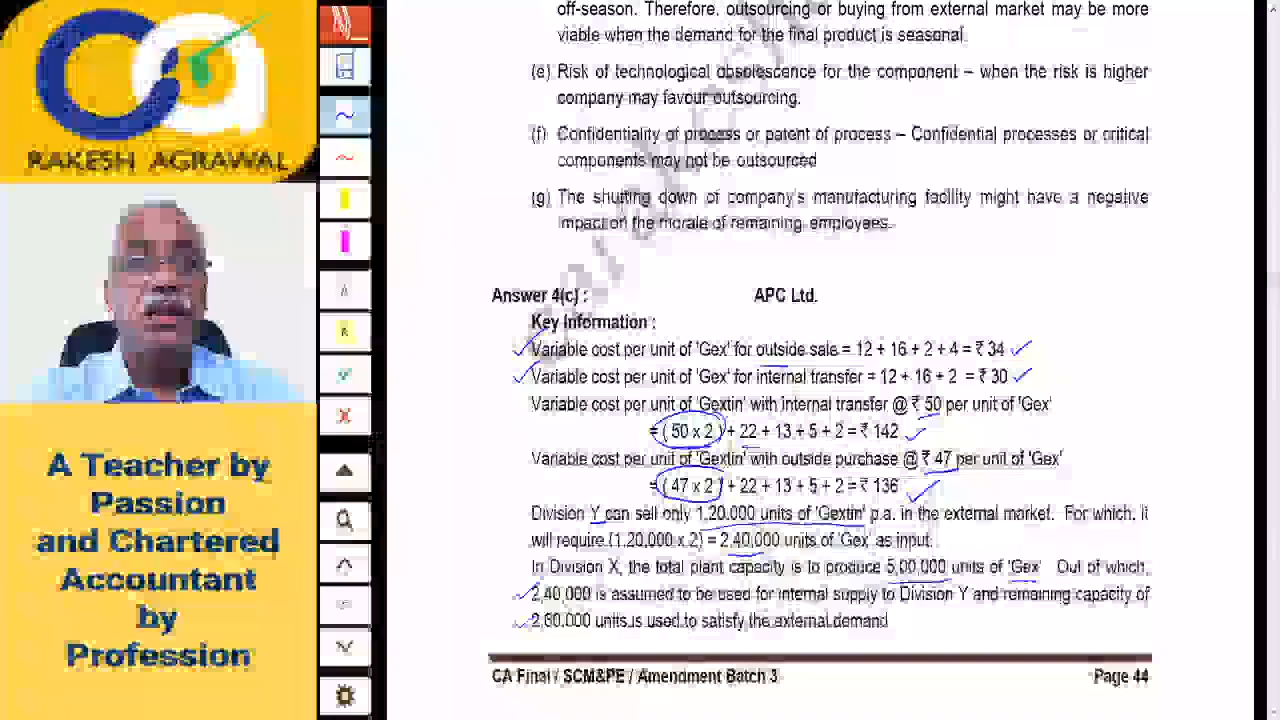 RAKESH AGRAWAL
A Teacher by
Passion
and Chartered
Accountant
by
Profession
off-season. Therefore, outsourcing or buying from external market may be more
viable when the demand for the final product is seasonal.
(e) Risk of technological obsolescence for the component – when the risk is higher
company may favour outsourcing.
(f) Confidentiality of process or patent of process – Confidential processes or critical
components may not be outsourced
(g) The shutting down of company's manufacturing facility might have a negative
impact on the morale of remaining employees.
Answer 4(c) : APC Ltd.
Key Information :
Variable cost per unit of 'Gex' for outside sale = 12 + 16 + 2 + 4 = ₹ 34
Variable cost per unit of 'Gex' for internal transfer = 12 + 16 + 2 = ₹ 30
Variable cost per unit of 'Gextin' with internal transfer @ ₹ 50 per unit of 'Gex'
= ( 50 x 2 ) + 22 + 13 + 5 + 2 = ₹ 142
Variable cost per unit of 'Gextin' with outside purchase @ ₹ 47 per unit of 'Gex'
= ( 47 x 2 ) + 22 + 13 + 5 + 2 = ₹ 136
Division Y can sell only 1,20,000 units of 'Gextin' p.a. in the external market. For which, it
will require (1,20,000 x 2) = 2,40,000 units of 'Gex' as input.
In Division X, the total plant capacity is to produce 5,00,000 units of 'Gex' Out of which,
2,40,000 is assumed to be used for internal supply to Division Y and remaining capacity of
2,60,000 units is used to satisfy the external demand
CA Final / SCM&PE / Amendment Batch 3 Page 44